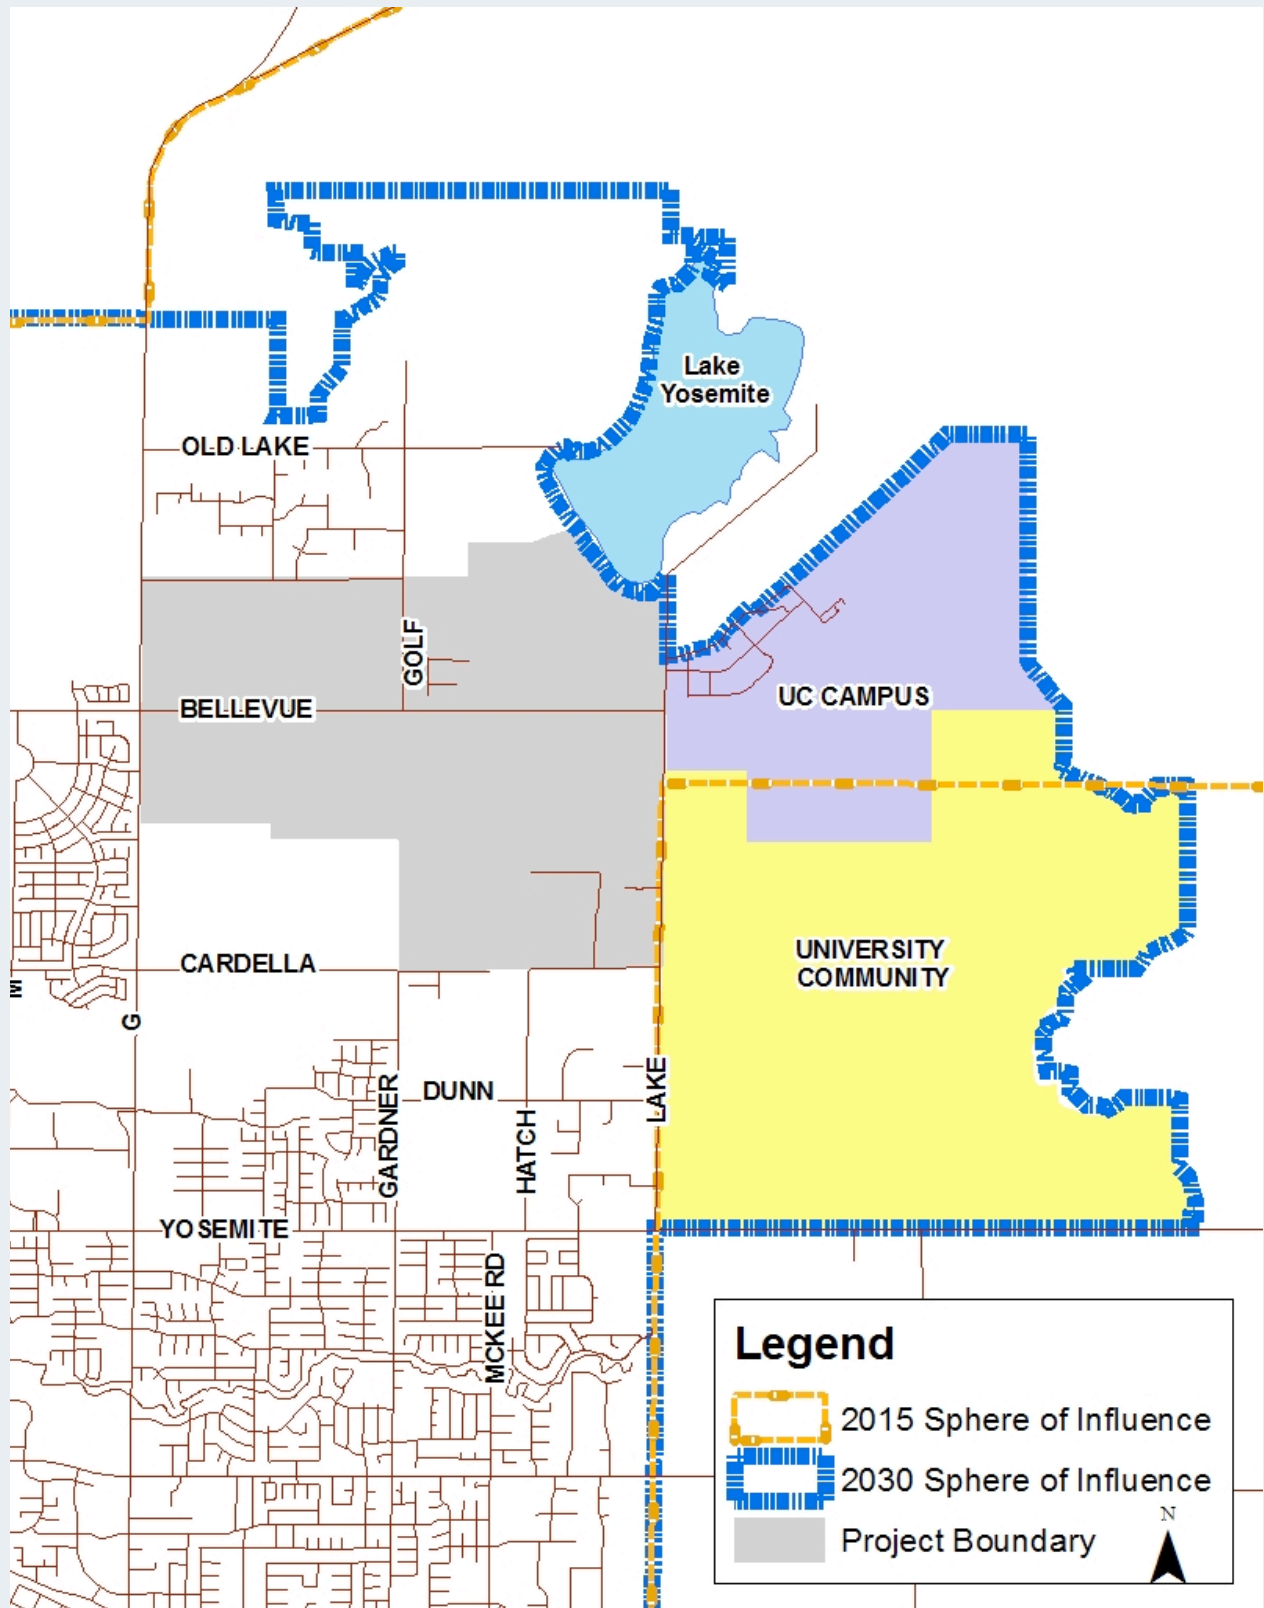 Lake
Yosemite
OLD LAKE
GOLF
UC CAMPUS
BELLEVUE
UNIVERSITY
COMMUNITY
CARDELLA
M
G
LAKE
DUNN
GARDNER
HATCH
YOSEMITE
MCKEE RD
Legend
2015 Sphere of Influence
2030 Sphere of Influence
N
Project Boundary